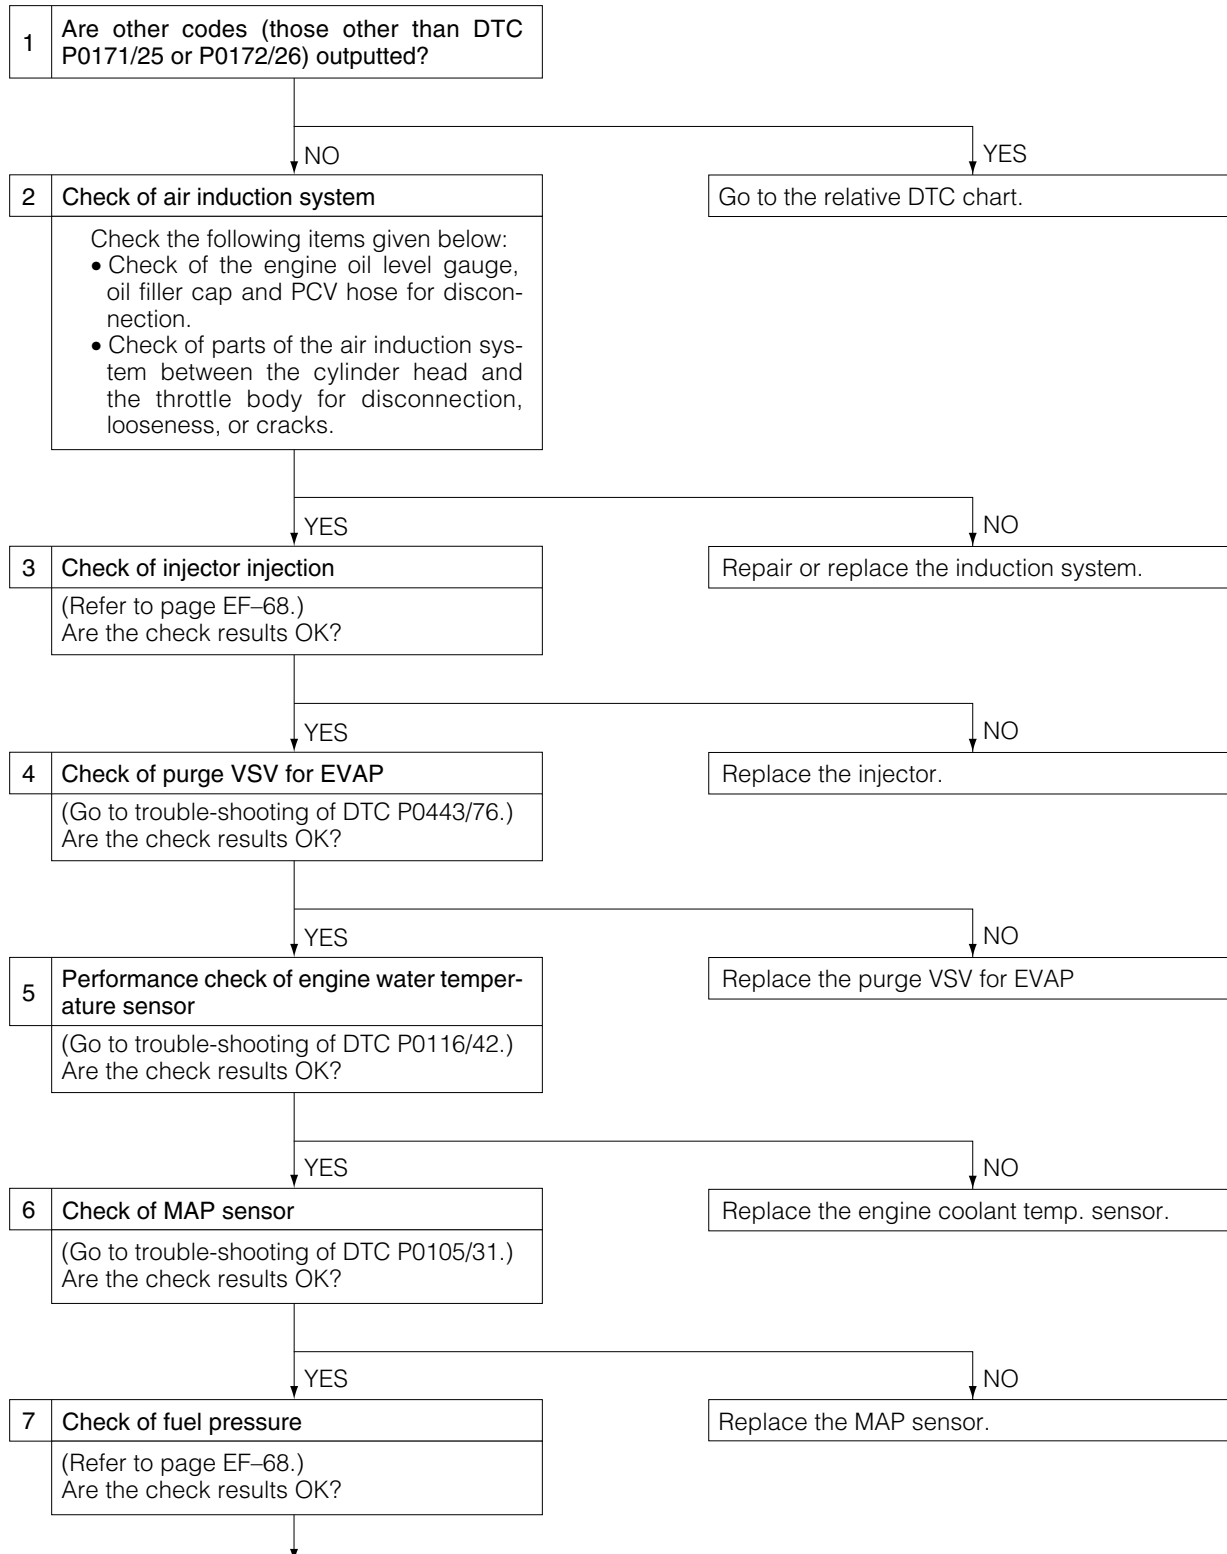 1
Are other codes (those other than DTC
P0171/25 or P0172/26) outputted?
NO
YES
2
Check of air induction system
Go to the relative DTC chart.
Check the following items given below:
• Check of the engine oil level gauge,
oil filler cap and PCV hose for discon-
nection.
• Check of parts of the air induction sys-
tem between the cylinder head and
the throttle body for disconnection,
looseness, or cracks.
YES
NO
3
Check of injector injection
Repair or replace the induction system.
(Refer to page EF–68.)
Are the check results OK?
YES
NO
4
Check of purge VSV for EVAP
Replace the injector.
(Go to trouble-shooting of DTC P0443/76.)
Are the check results OK?
YES
NO
5
Performance check of engine water temper-
ature sensor
Replace the purge VSV for EVAP
(Go to trouble-shooting of DTC P0116/42.)
Are the check results OK?
YES
NO
6
Check of MAP sensor
Replace the engine coolant temp. sensor.
(Go to trouble-shooting of DTC P0105/31.)
Are the check results OK?
YES
NO
7
Check of fuel pressure
Replace the MAP sensor.
(Refer to page EF–68.)
Are the check results OK?